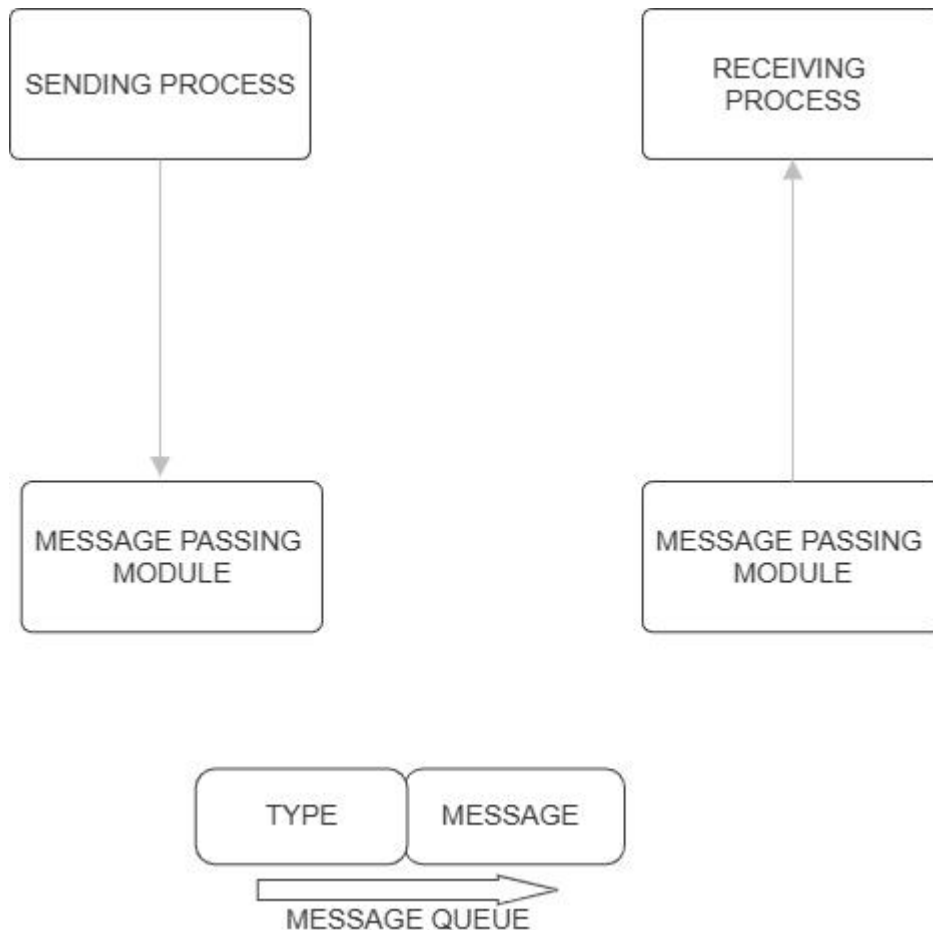 SENDING PROCESS
RECEIVING
PROCESS
MESSAGE PASSING
MODULE
MESSAGE PASSING
MODULE
TYPE
MESSAGE
MESSAGE QUEUE